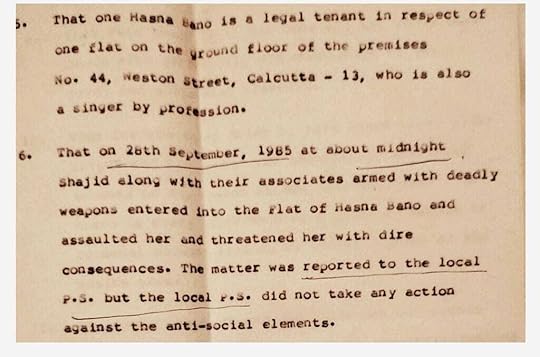 5. That one Hasna Bano is a legal tenant in respect of
one flat on the ground floor of the premises
No. 44, Weston Street, Calcutta - 13, who is also
a singer by profession.
6. That on 28th September, 1985 at about midnight
Shajid along with their associates armed with deadly
weapons entered into the Flat of Hasna Bano and
assaulted her and threatened her with dire
consequences. The matter was reported to the local
P.S. but the local P.S. did not take any action
against the anti-social elements.